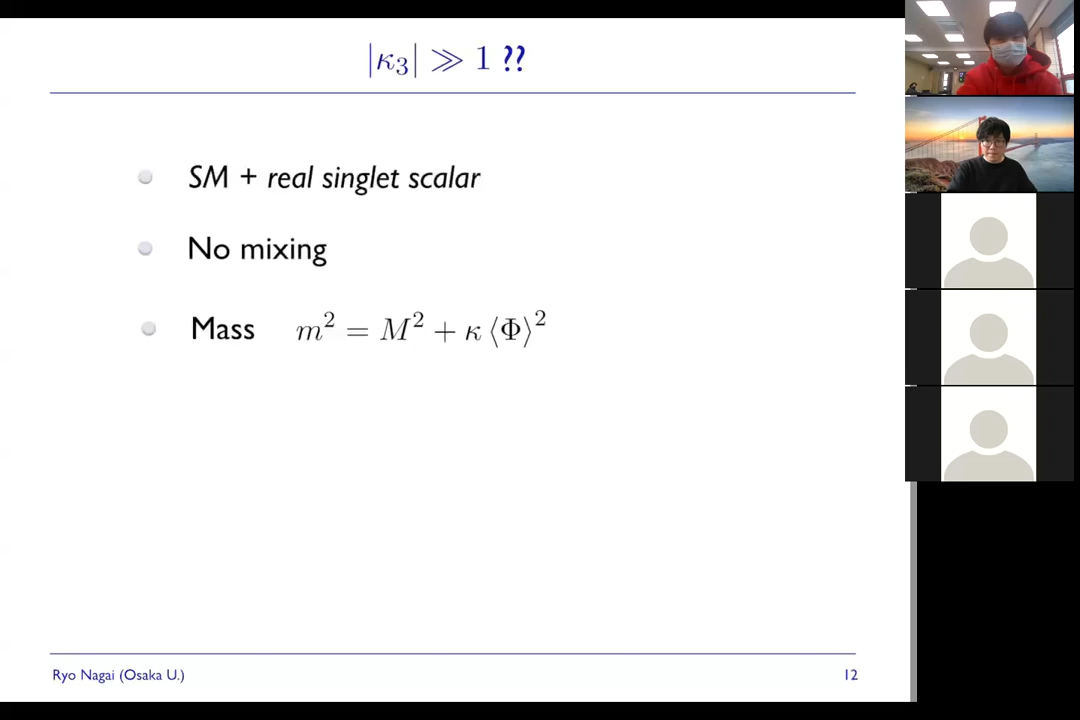 |κ₃| ≫ 1 ??
SM + real singlet scalar
No mixing
Mass m² = M² + κ ⟨Φ⟩²
Ryo Nagai (Osaka U.) 12